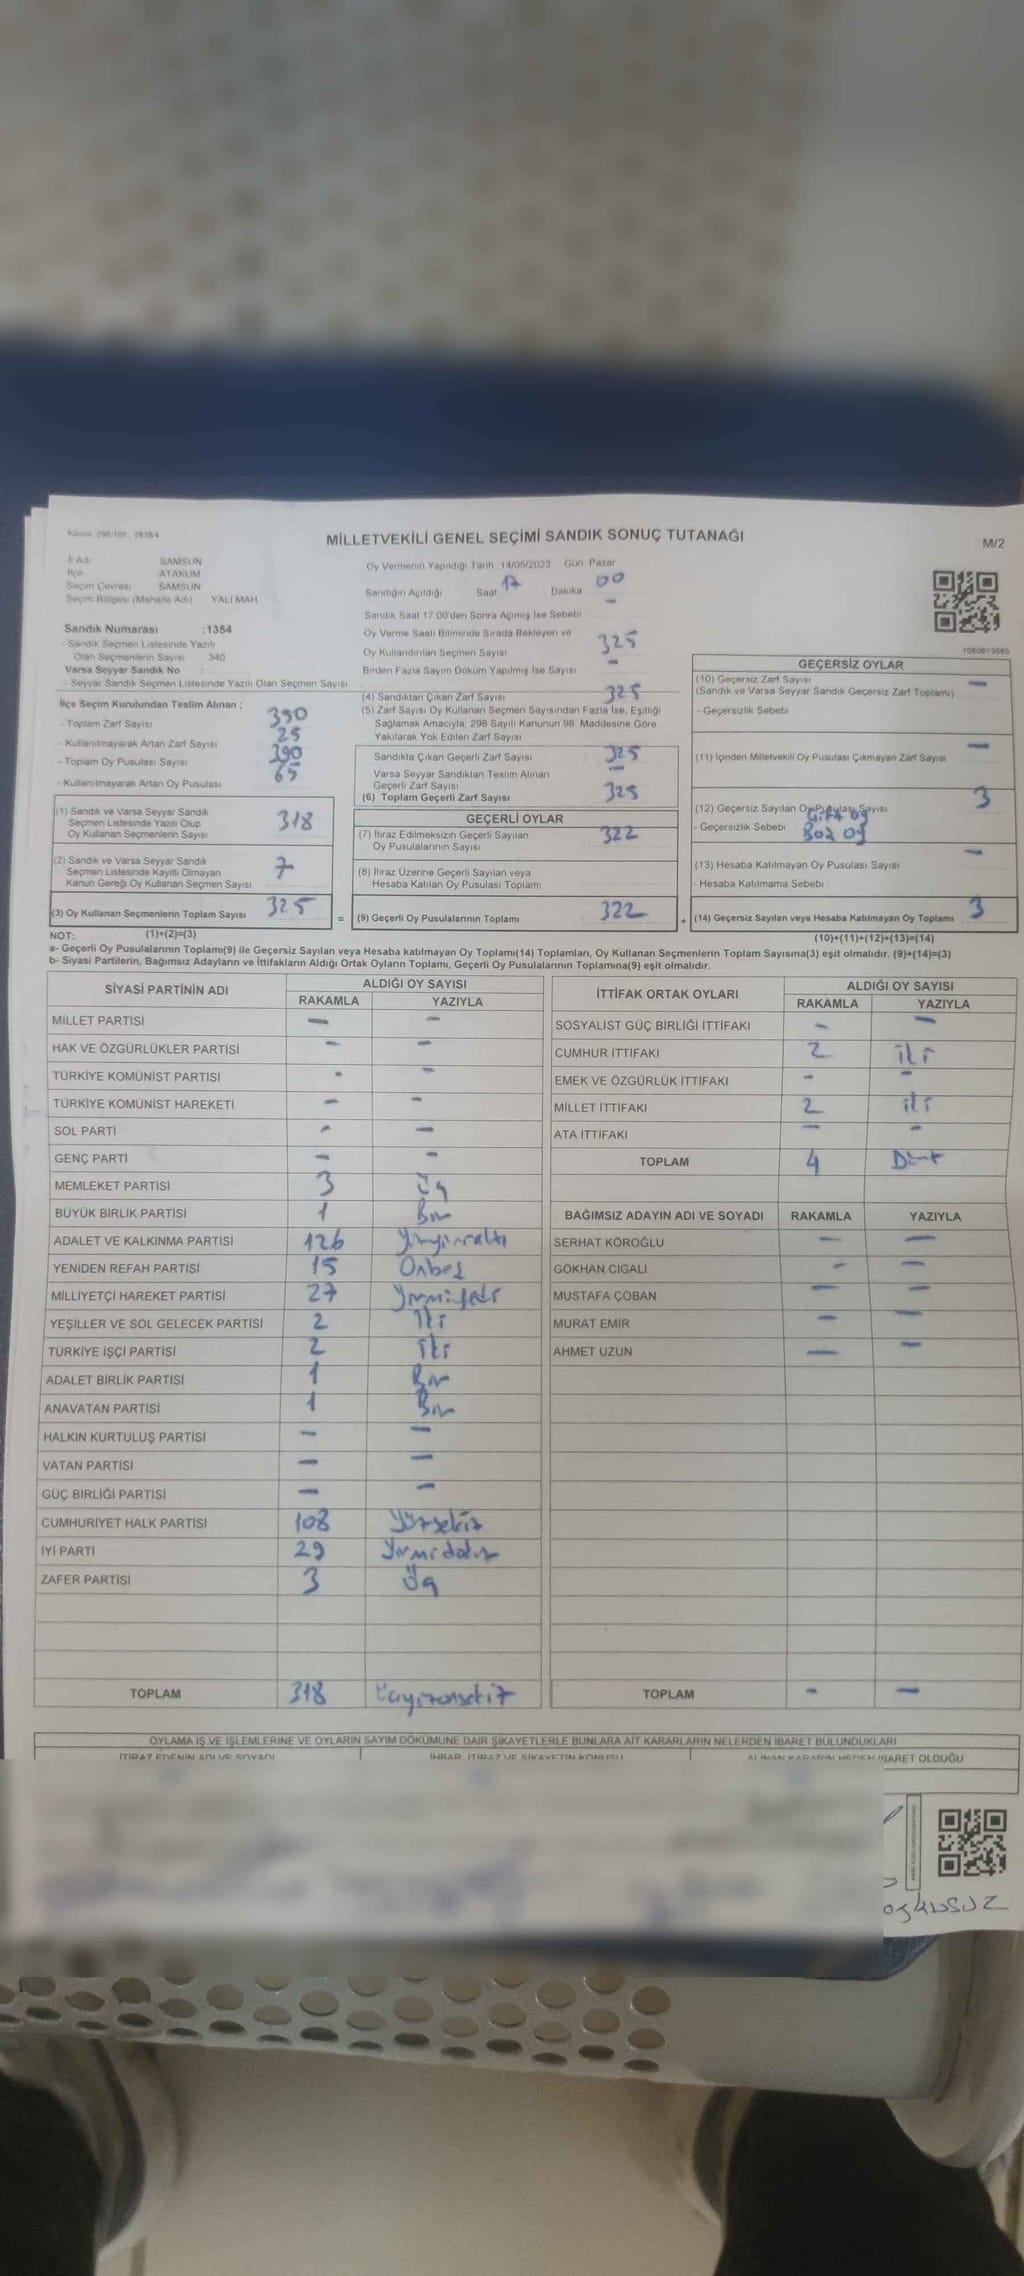 Kanun: 298/101 2839/4
MİLLETVEKİLİ GENEL SEÇİMİ SANDIK SONUÇ TUTANAĞI
M/2
İl Adı SAMSUN
İlçe ATAKUM
Seçim Çevresi SAMSUN
Seçim Bölgesi (Mahalle Adı) YALI MAH.
Sandık Numarası :1354
- Sandık Seçmen Listesinde Yazılı
Olan Seçmenlerin Sayısı 340
Varsa Seyyar Sandık No :
- Seyyar Sandık Seçmen Listesinde Yazılı Olan Seçmen Sayısı
İlçe Seçim Kurulundan Teslim Alınan ;
- Toplam Zarf Sayısı 350
- Kullanılmayarak Artan Zarf Sayısı 25
- Toplam Oy Pusulası Sayısı 390
- Kullanılmayarak Artan Oy Pusulası 65
(1) Sandık ve Varsa Seyyar Sandık
Seçmen Listesinde Yazılı Olup
Oy Kullanan Seçmenlerin Sayısı 318
(2) Sandık ve Varsa Seyyar Sandık
Seçmen Listesinde Kayıtlı Olmayan
Kanun Gereği Oy Kullanan Seçmen Sayısı 7
(3) Oy Kullanan Seçmenlerin Toplam Sayısı 325
(1)+(2)=(3)
Oy Vermenin Yapıldığı Tarih 14/05/2023 Gün Pazar
Sandığın Açıldığı Saat 17 Dakika 00
Sandık Saat 17.00'den Sonra Açılmış İse Sebebi -
Oy Verme Saati Bitiminde Sırada Bekleyen ve
Oy Kullandırılan Seçmen Sayısı 325
Birden Fazla Sayım Döküm Yapılmış İse Sayısı -
(4) Sandıktan Çıkan Zarf Sayısı 325
(5) Zarf Sayısı Oy Kullanan Seçmen Sayısından Fazla İse, Eşitliği
Sağlamak Amacıyla, 298 Sayılı Kanunun 98. Maddesine Göre
Yakılarak Yok Edilen Zarf Sayısı
Sandıkta Çıkan Geçerli Zarf Sayısı 325
Varsa Seyyar Sandıktan Teslim Alınan
Geçerli Zarf Sayısı -
(6) Toplam Geçerli Zarf Sayısı 325
GEÇERLİ OYLAR
(7) İtiraz Edilmeksizin Geçerli Sayılan
Oy Pusulalarının Sayısı 322
(8) İtiraz Üzerine Geçerli Sayılan veya
Hesaba Katılan Oy Pusulası Toplamı
= (9) Geçerli Oy Pusulalarının Toplamı 322
1085615583
GEÇERSİZ OYLAR
(10) Geçersiz Zarf Sayısı -
(Sandık ve Varsa Seyyar Sandık Geçersiz Zarf Toplamı)
- Geçersizlik Sebebi
(11) İçinden Milletvekili Oy Pusulası Çıkmayan Zarf Sayısı -
(12) Geçersiz Sayılan Oy Pusulası Sayısı 3
- Geçersizlik Sebebi Çift oy
Boş oy
(13) Hesaba Katılmayan Oy Pusulası Sayısı -
- Hesaba Katılmama Sebebi :
+ (14) Geçersiz Sayılan veya Hesaba Katılmayan Oy Toplamı 3
(10)+(11)+(12)+(13)=(14)
NOT:
a- Geçerli Oy Pusulalarının Toplamı(9) ile Geçersiz Sayılan veya Hesaba katılmayan Oy Toplamı(14) Toplamları, Oy Kullanan Seçmenlerin Toplam Sayısına(3) eşit olmalıdır. (9)+(14)=(3)
b- Siyasi Partilerin, Bağımsız Adayların ve İttifakların Aldığı Ortak Oyların Toplamı, Geçerli Oy Pusulalarının Toplamına(9) eşit olmalıdır.
SİYASİ PARTİNİN ADI ALDIĞI OY SAYISI
RAKAMLA YAZIYLA
MİLLET PARTİSİ - -
HAK VE ÖZGÜRLÜKLER PARTİSİ - -
TÜRKİYE KOMÜNİST PARTİSİ - -
TÜRKİYE KOMÜNİST HAREKETİ - -
SOL PARTİ - -
GENÇ PARTİ - -
MEMLEKET PARTİSİ 3 Üç
BÜYÜK BİRLİK PARTİSİ 1 Bir
ADALET VE KALKINMA PARTİSİ 126 Yüzyirmialtı
YENİDEN REFAH PARTİSİ 15 Onbeş
MİLLİYETÇİ HAREKET PARTİSİ 27 Yirmiyedi
YEŞİLLER VE SOL GELECEK PARTİSİ 2 İki
TÜRKİYE İŞÇİ PARTİSİ 2 İki
ADALET BİRLİK PARTİSİ 1 Bir
ANAVATAN PARTİSİ 1 Bir
HALKIN KURTULUŞ PARTİSİ - -
VATAN PARTİSİ - -
GÜÇ BİRLİĞİ PARTİSİ - -
CUMHURİYET HALK PARTİSİ 108 Yüzsekiz
İYİ PARTİ 29 Yirmidokuz
ZAFER PARTİSİ 3 Üç
TOPLAM 318 Üçyüzonsekiz
İTTİFAK ORTAK OYLARI ALDIĞI OY SAYISI
RAKAMLA YAZIYLA
SOSYALİST GÜÇ BİRLİĞİ İTTİFAKI - -
CUMHUR İTTİFAKI 2 iki
EMEK VE ÖZGÜRLÜK İTTİFAKI - -
MİLLET İTTİFAKI 2 iki
ATA İTTİFAKI - -
TOPLAM 4 Dört
BAĞIMSIZ ADAYIN ADI VE SOYADI RAKAMLA YAZIYLA
SERHAT KÖROĞLU - -
GÖKHAN CIGALI - -
MUSTAFA ÇOBAN - -
MURAT EMİR - -
AHMET UZUN - -
TOPLAM - -
OYLAMA İŞ VE İŞLEMLERİNE VE OYLARIN SAYIM DÖKÜMÜNE DAİR ŞİKAYETLERLE BUNLARA AİT KARARLARIN NELERDEN İBARET BULUNDUKLARI
İTİRAZ EDENİN ADI VE SOYADI İHBAR, İTİRAZ VE ŞİKAYETİN KONUSU ALINAN KARARIN NEDEN İBARET OLDUĞU